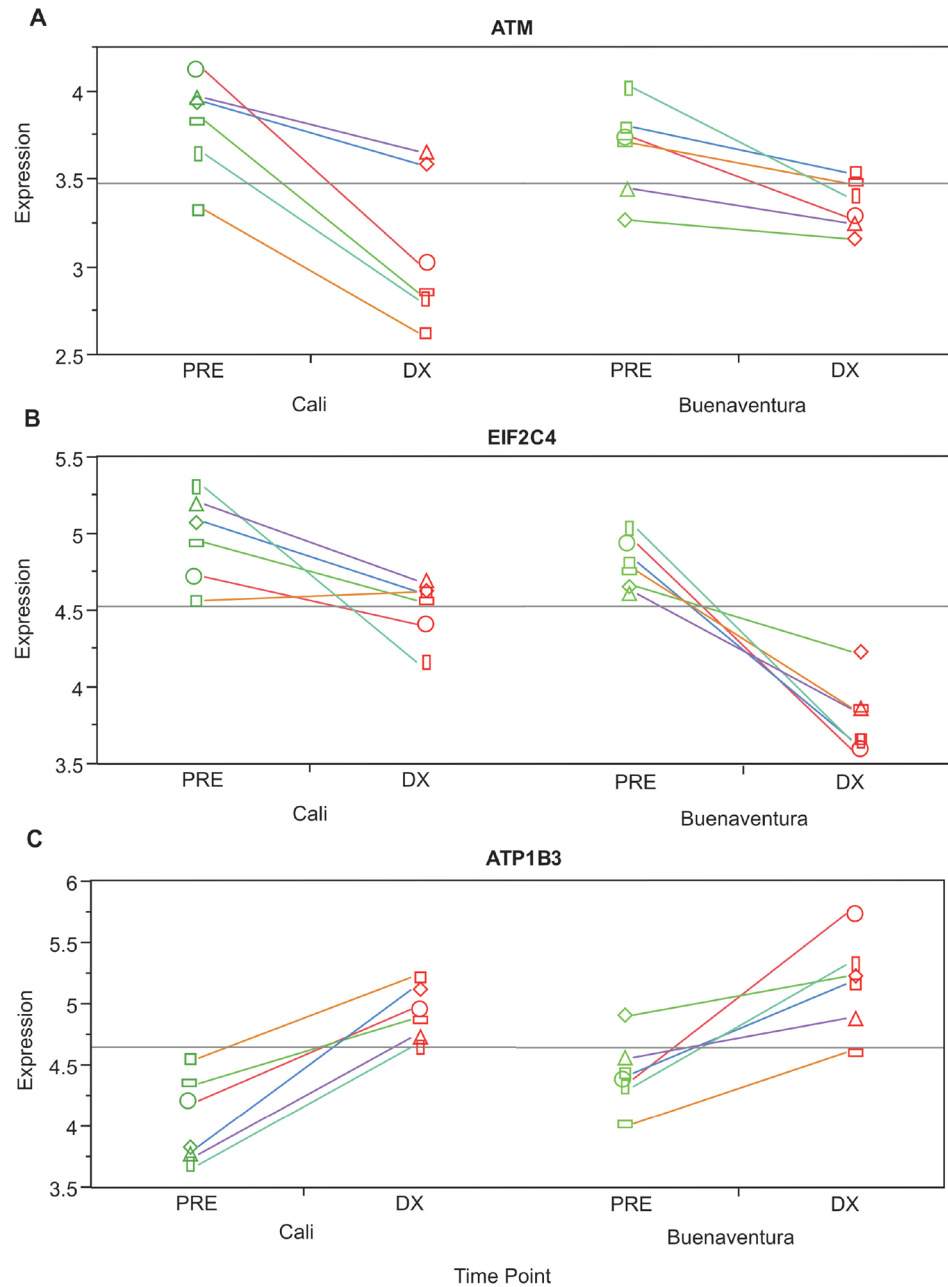 A
ATM
Expression
4
3.5
3
2.5
PRE DX PRE DX
Cali Buenaventura
B
EIF2C4
Expression
5.5
5
4.5
4
3.5
PRE DX PRE DX
Cali Buenaventura
C
ATP1B3
Expression
6
5.5
5
4.5
4
3.5
PRE DX PRE DX
Cali Buenaventura
Time Point